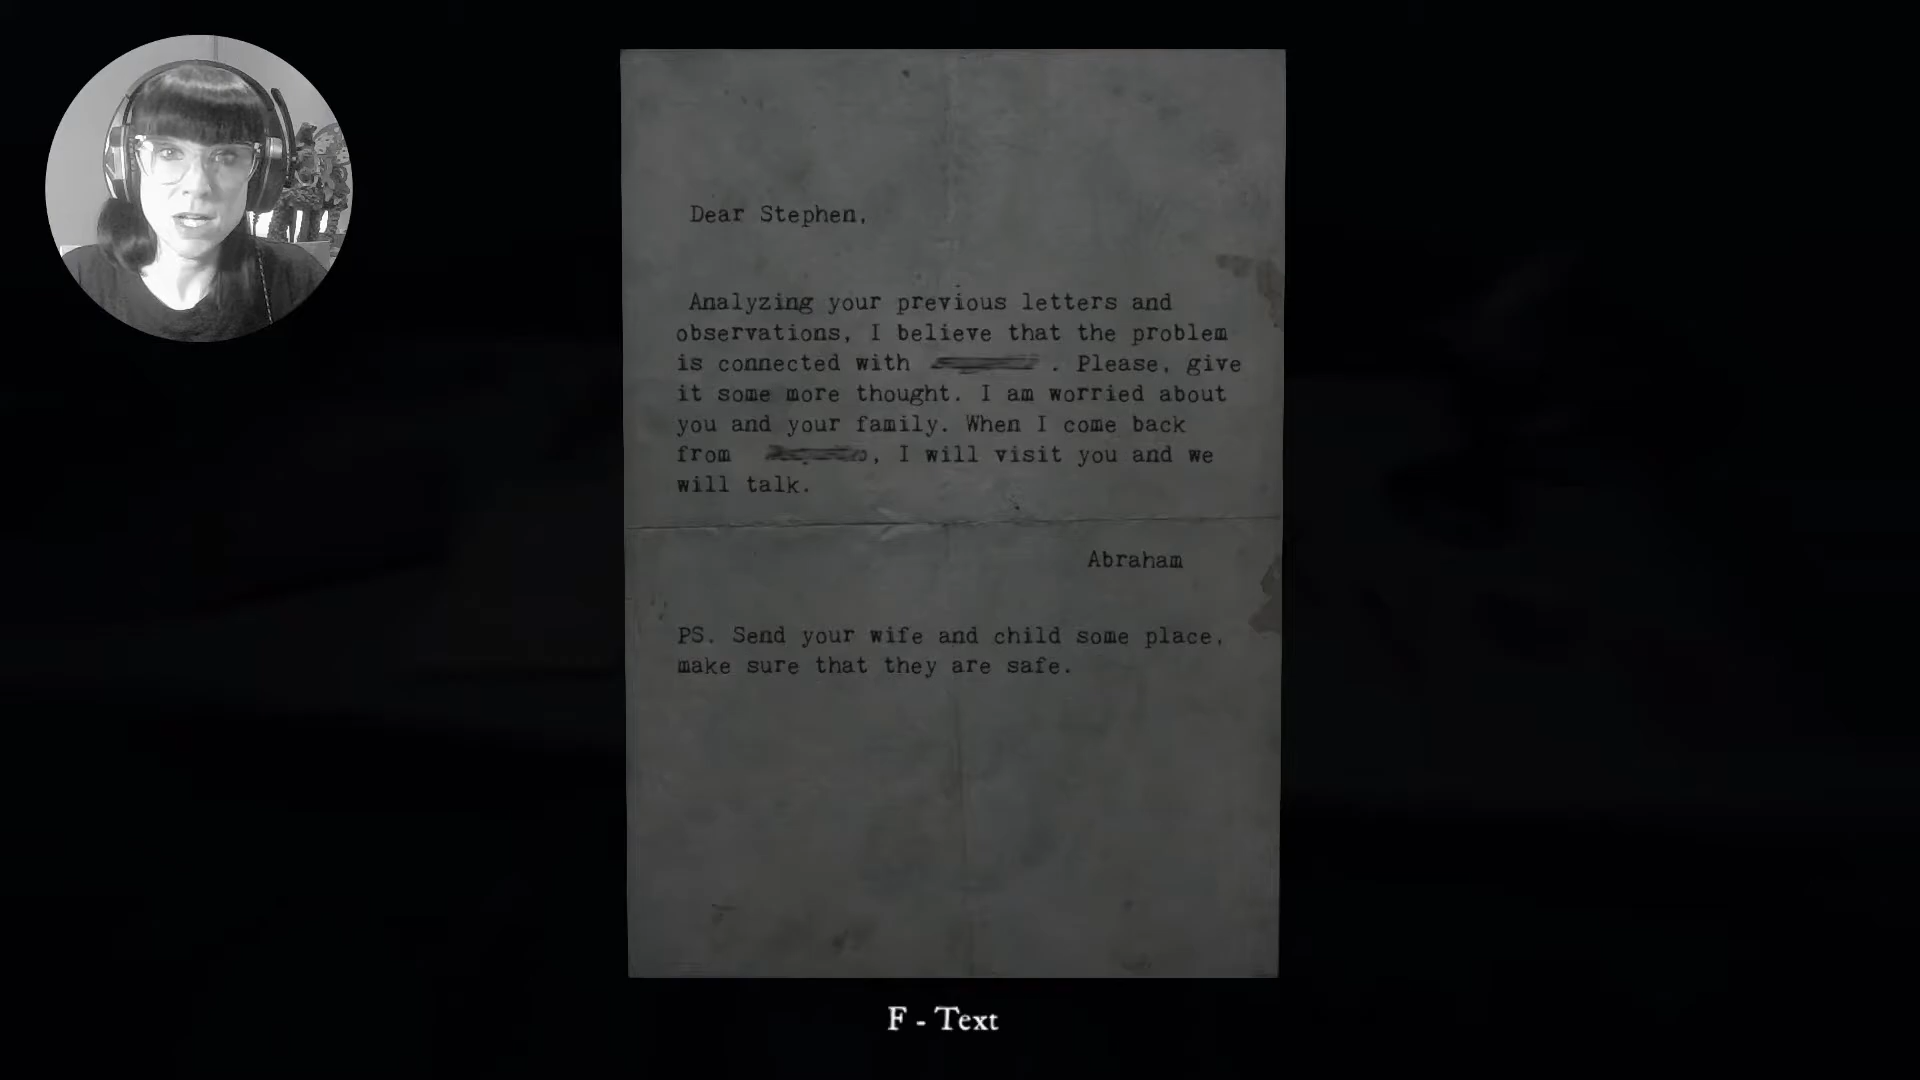 Dear Stephen,
Analyzing your previous letters and
observations, I believe that the problem
is connected with . Please, give
it some more thought. I am worried about
you and your family. When I come back
from , I will visit you and we
will talk.
Abraham
PS. Send your wife and child some place,
make sure that they are safe.
F - Text